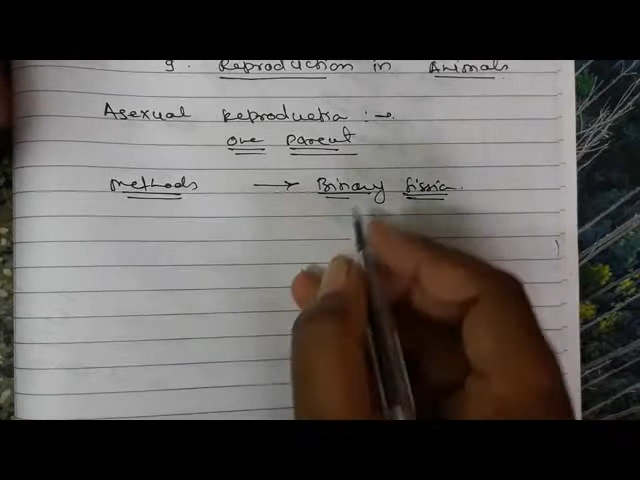 9. Reproduction in Animals
Asexual Reproduction :→
one parent
Methods → Binary fission.